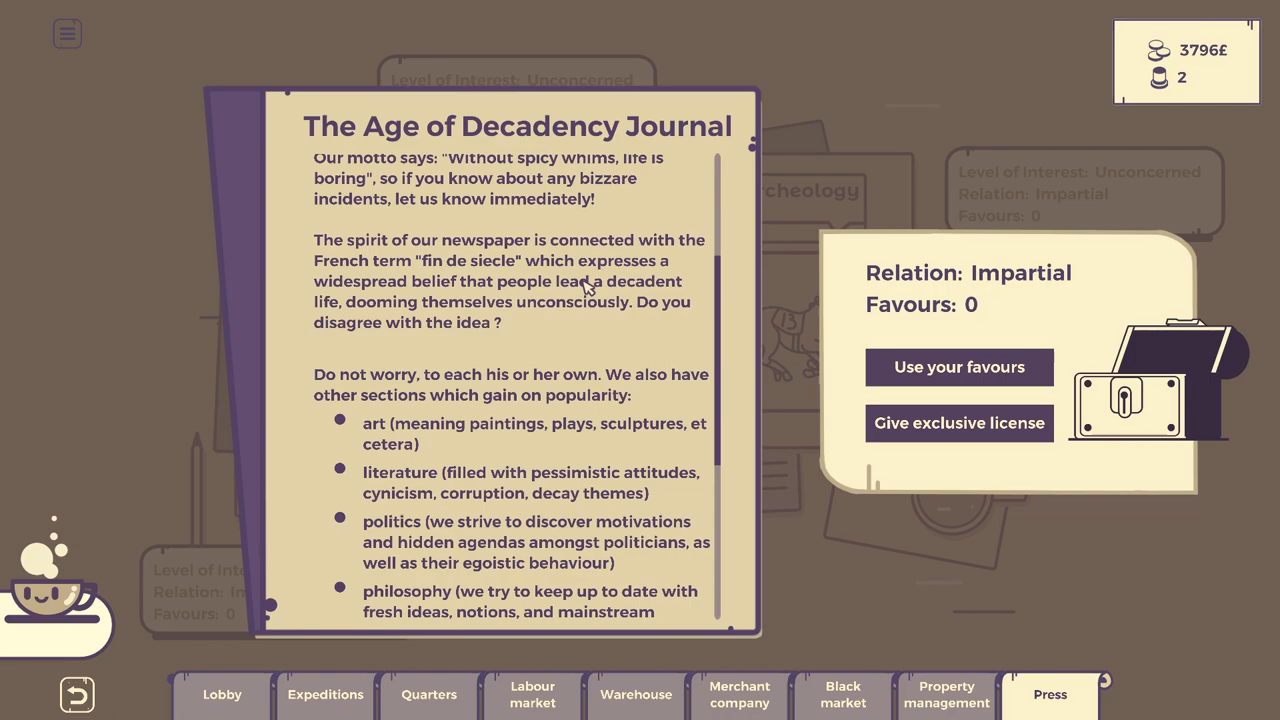 3796£
2
Level of Interest: Unconcerned
The Age of Decadency Journal
Our motto says: "Without spicy whims, life is
boring", so if you know about any bizzare
incidents, let us know immediately!
The spirit of our newspaper is connected with the
French term "fin de siecle" which expresses a
widespread belief that people lead a decadent
life, dooming themselves unconsciously. Do you
disagree with the idea ?
Do not worry, to each his or her own. We also have
other sections which gain on popularity:
art (meaning paintings, plays, sculptures, et
cetera)
literature (filled with pessimistic attitudes,
cynicism, corruption, decay themes)
politics (we strive to discover motivations
and hidden agendas amongst politicians, as
well as their egoistic behaviour)
philosophy (we try to keep up to date with
fresh ideas, notions, and mainstream
rcheology
13
Level of Interest: Unconcerned
Relation: Impartial
Favours: 0
Relation: Impartial
Favours: 0
Use your favours
Give exclusive license
Level of Inte
Relation: Im
Favours: 0
Lobby
Expeditions
Quarters
Labour
market
Warehouse
Merchant
company
Black
market
Property
management
Press